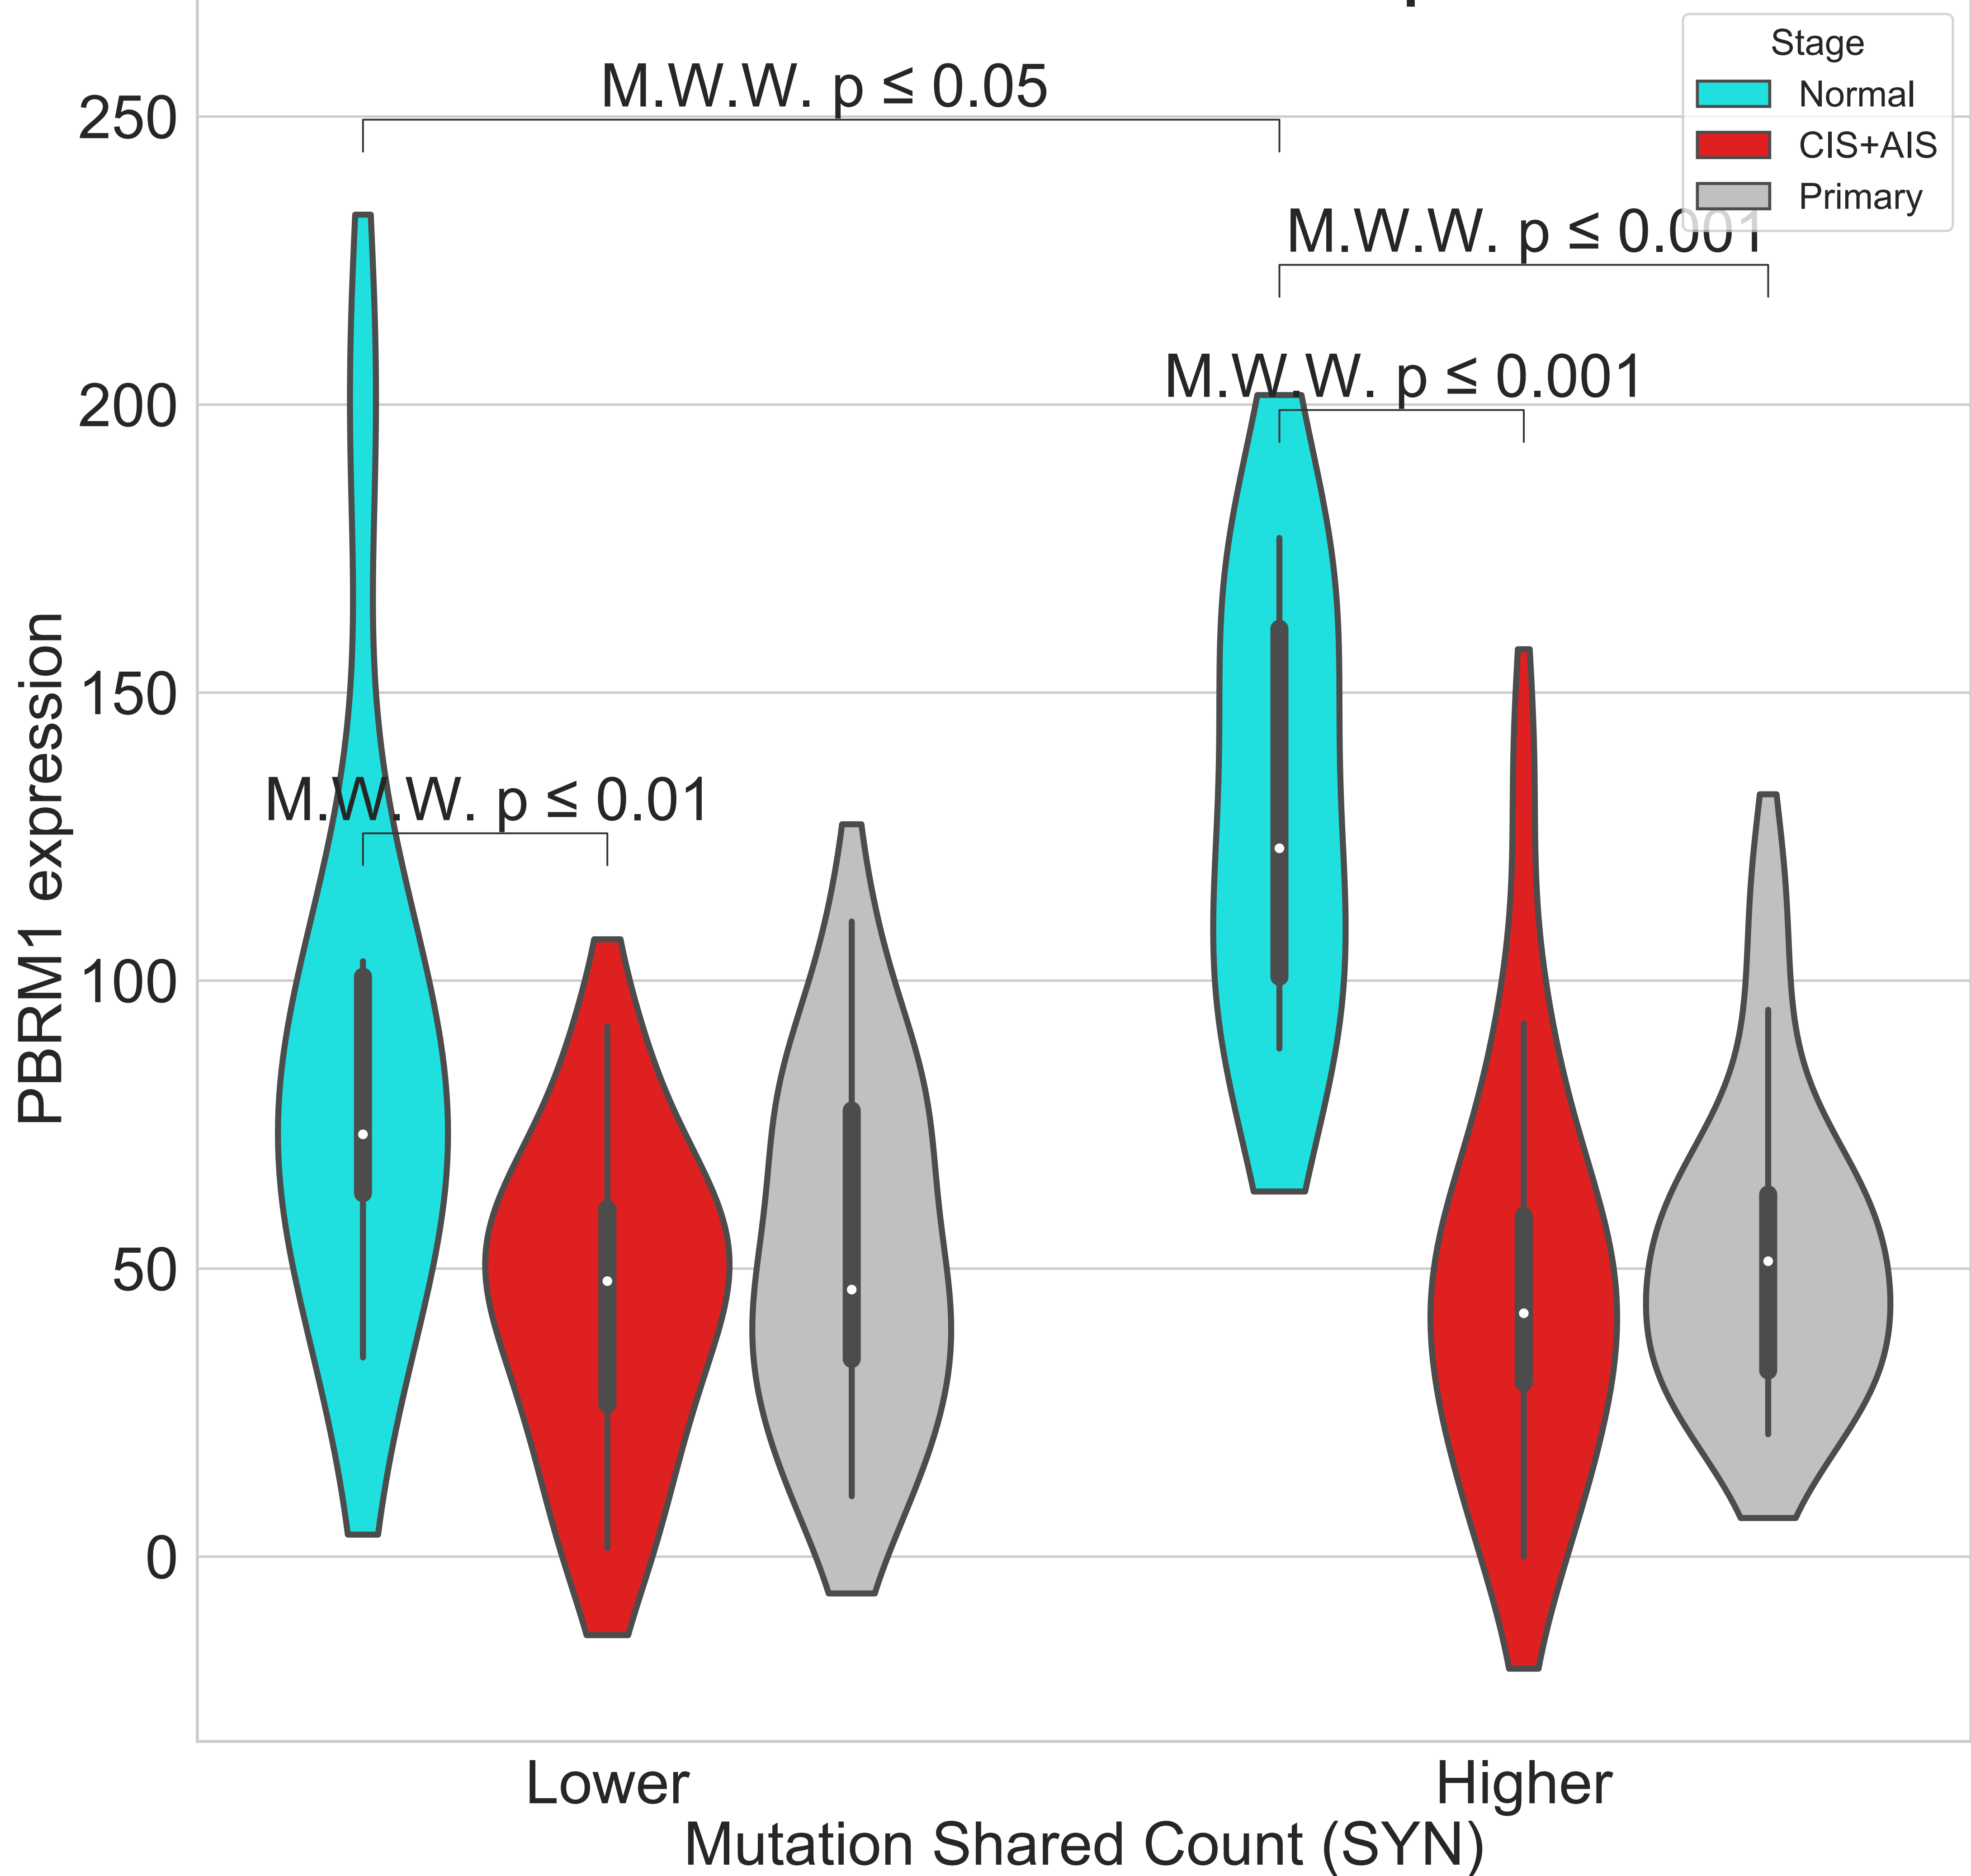 Stage
Normal
CIS+AIS
Primary
M.W.W. p ≤ 0.05
M.W.W. p ≤ 0.001
M.W.W. p ≤ 0.001
M.W.W. p ≤ 0.01
250
200
150
100
50
0
PBRM1 expression
Lower
Higher
Mutation Shared Count (SYN)